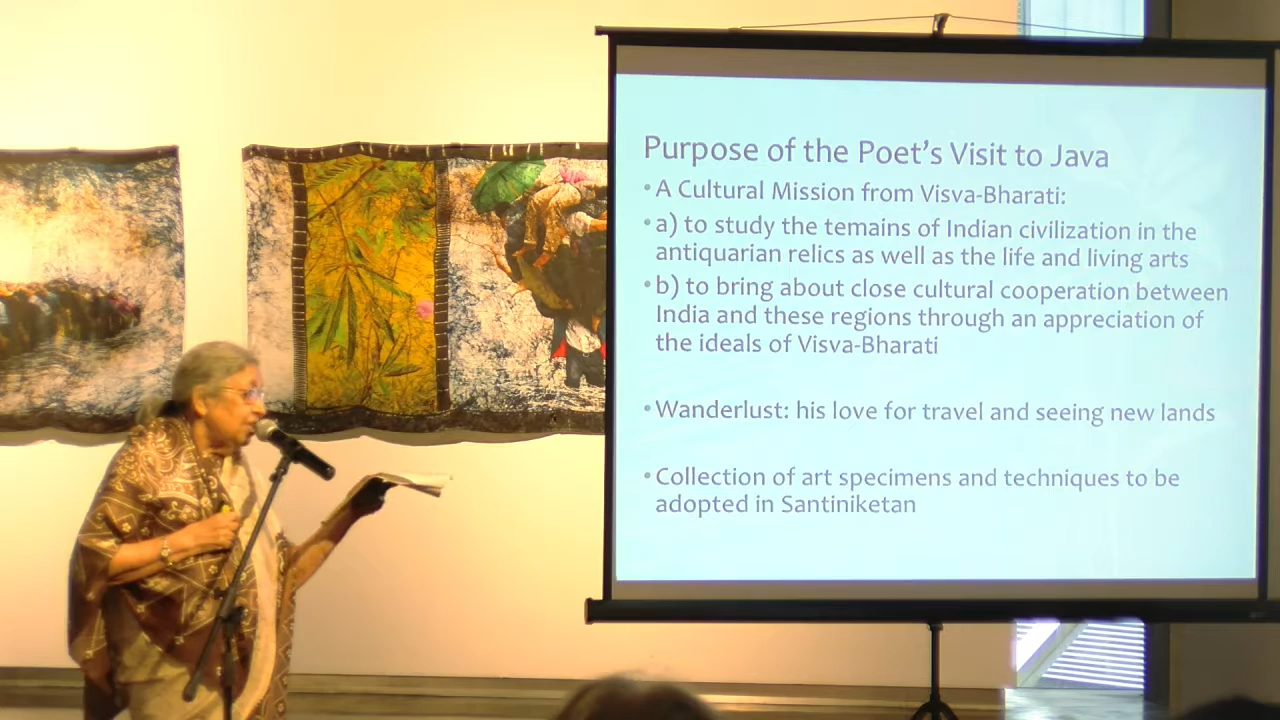 Purpose of the Poet's Visit to Java
•A Cultural Mission from Visva-Bharati:
•a) to study the temains of Indian civilization in the
antiquarian relics as well as the life and living arts
•b) to bring about close cultural cooperation between
India and these regions through an appreciation of
the ideals of Visva-Bharati
•Wanderlust: his love for travel and seeing new lands
•Collection of art specimens and techniques to be
adopted in Santiniketan